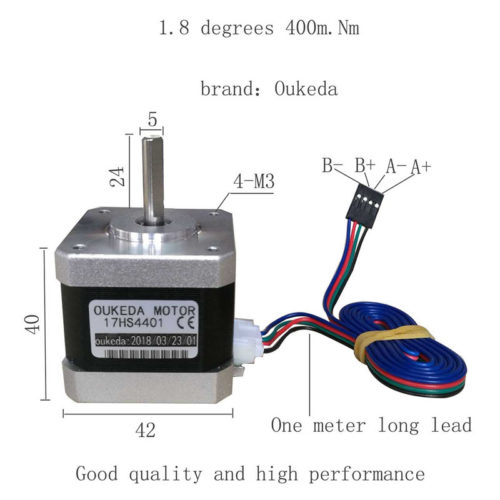 1.8 degrees 400m.Nm
brand: Oukeda
5
24
4-M3
B- B+ A- A+
40
OUKEDA MOTOR
17HS4401 CE
oukeda:2018/03/23/01
42
One meter long lead
Good quality and high performance